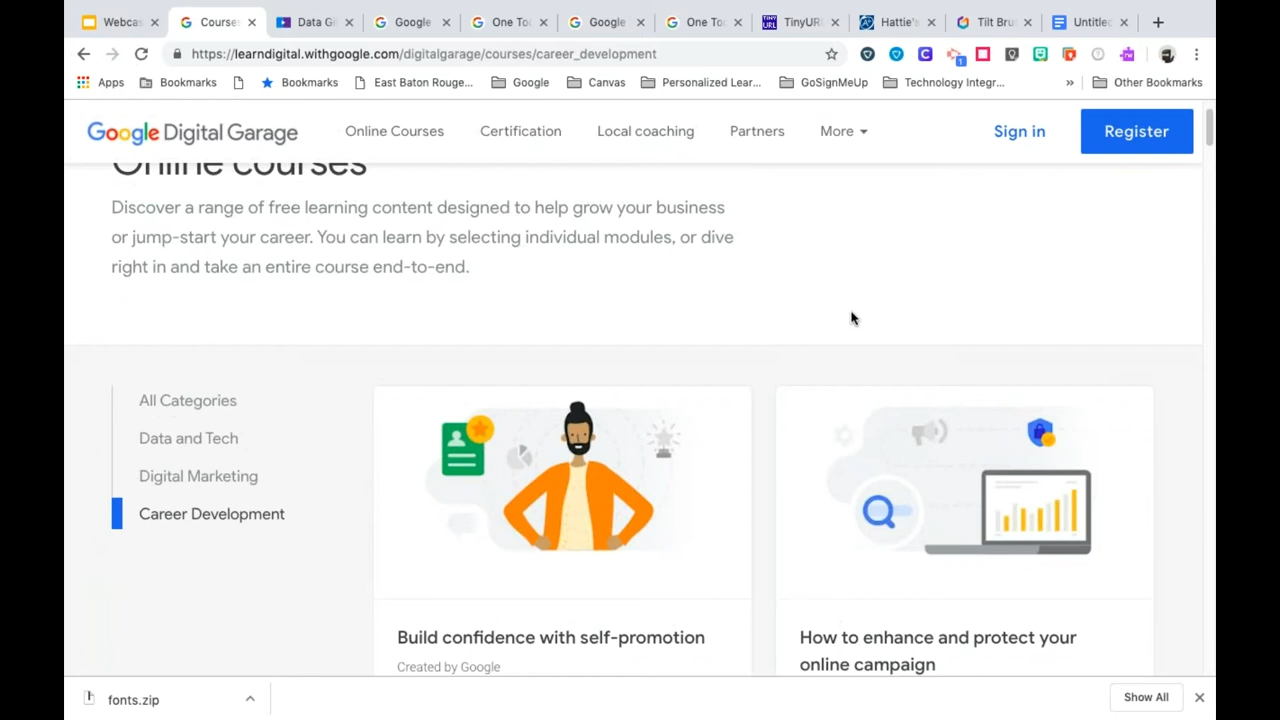 Webcas
Courses
Data Gi
Google
One To
Google
One To
TinyURL
Hattie's
Tilt Bru
Untitled
https://learndigital.withgoogle.com/digitalgarage/courses/career_development
Apps
Bookmarks
Bookmarks
East Baton Rouge...
Google
Canvas
Personalized Lear...
GoSignMeUp
Technology Integr...
»
Other Bookmarks
Google Digital Garage
Online Courses
Certification
Local coaching
Partners
More
Sign in
Register
Online courses
Discover a range of free learning content designed to help grow your business
or jump-start your career. You can learn by selecting individual modules, or dive
right in and take an entire course end-to-end.
All Categories
Data and Tech
Digital Marketing
Career Development
Build confidence with self-promotion
Created by Google
How to enhance and protect your
online campaign
fonts.zip
Show All